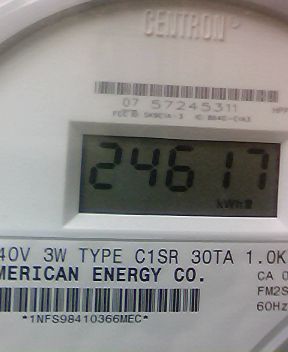 CENTRON
07 57245311
24617
kWh
40V 3W TYPE C1SR 30TA 1.0K
MERICAN ENERGY CO.
CA 0
FM2S
60Hz
*1NFS98410366MEC*